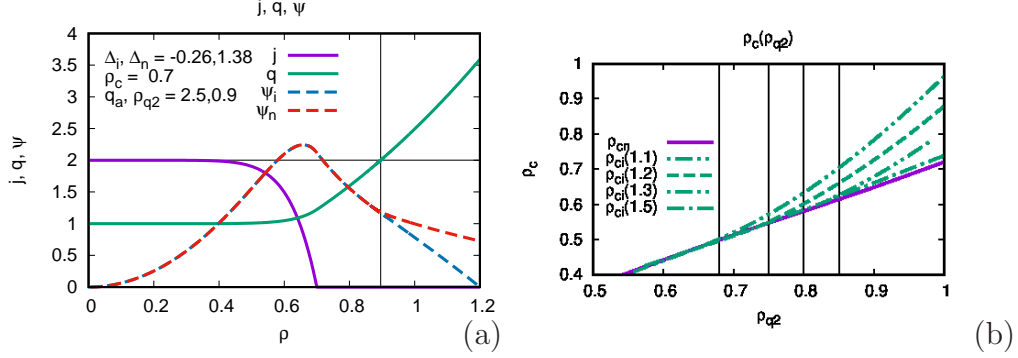 j, q, ψ
4
3.5
3
2.5
2
1.5
1
0.5
0
j, q, ψ
Δi, Δn = -0.26,1.38
ρc = 0.7
qa, ρq2 = 2.5,0.9
j
q
ψi
ψn
0 0.2 0.4 0.6 0.8 1.0 1.2
ρ
(a)
ρc(ρq2)
1
0.9
0.8
0.7
0.6
0.5
0.4
ρc
ρcn
ρci(1.1)
ρci(1.2)
ρci(1.3)
ρci(1.5)
0.5 0.6 0.7 0.8 0.9 1
ρq2
(b)